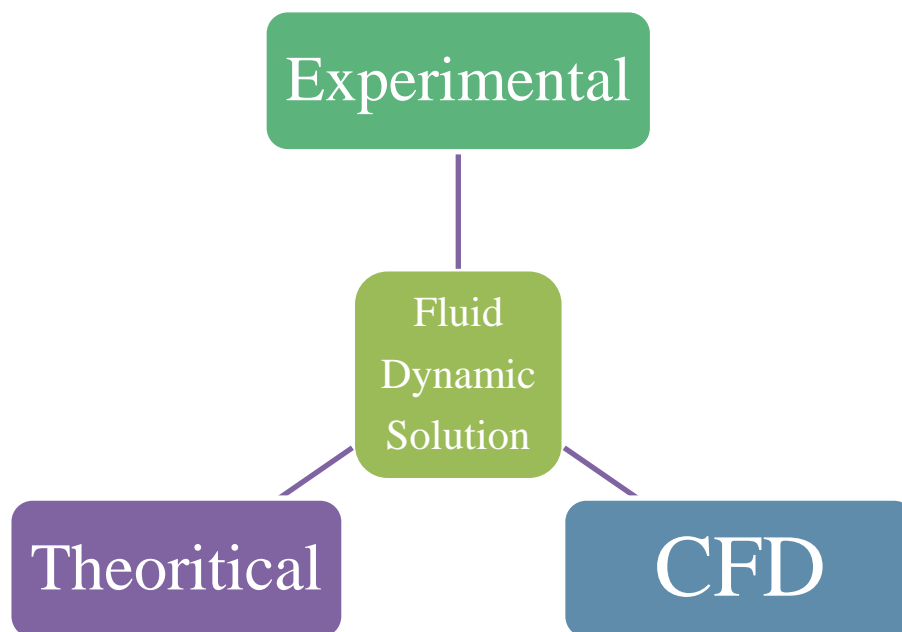 Experimental
Fluid
Dynamic
Solution
Theoritical
CFD